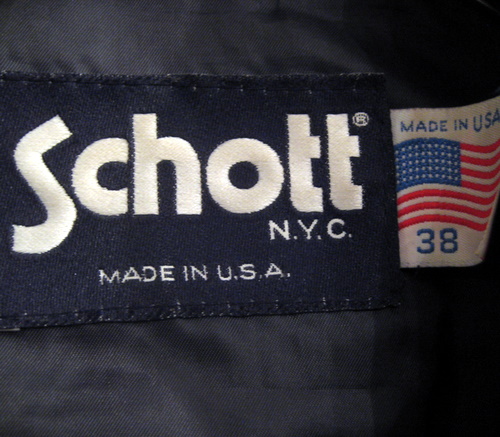 Schott®
N.Y.C.
MADE IN U.S.A.
MADE IN USA
38